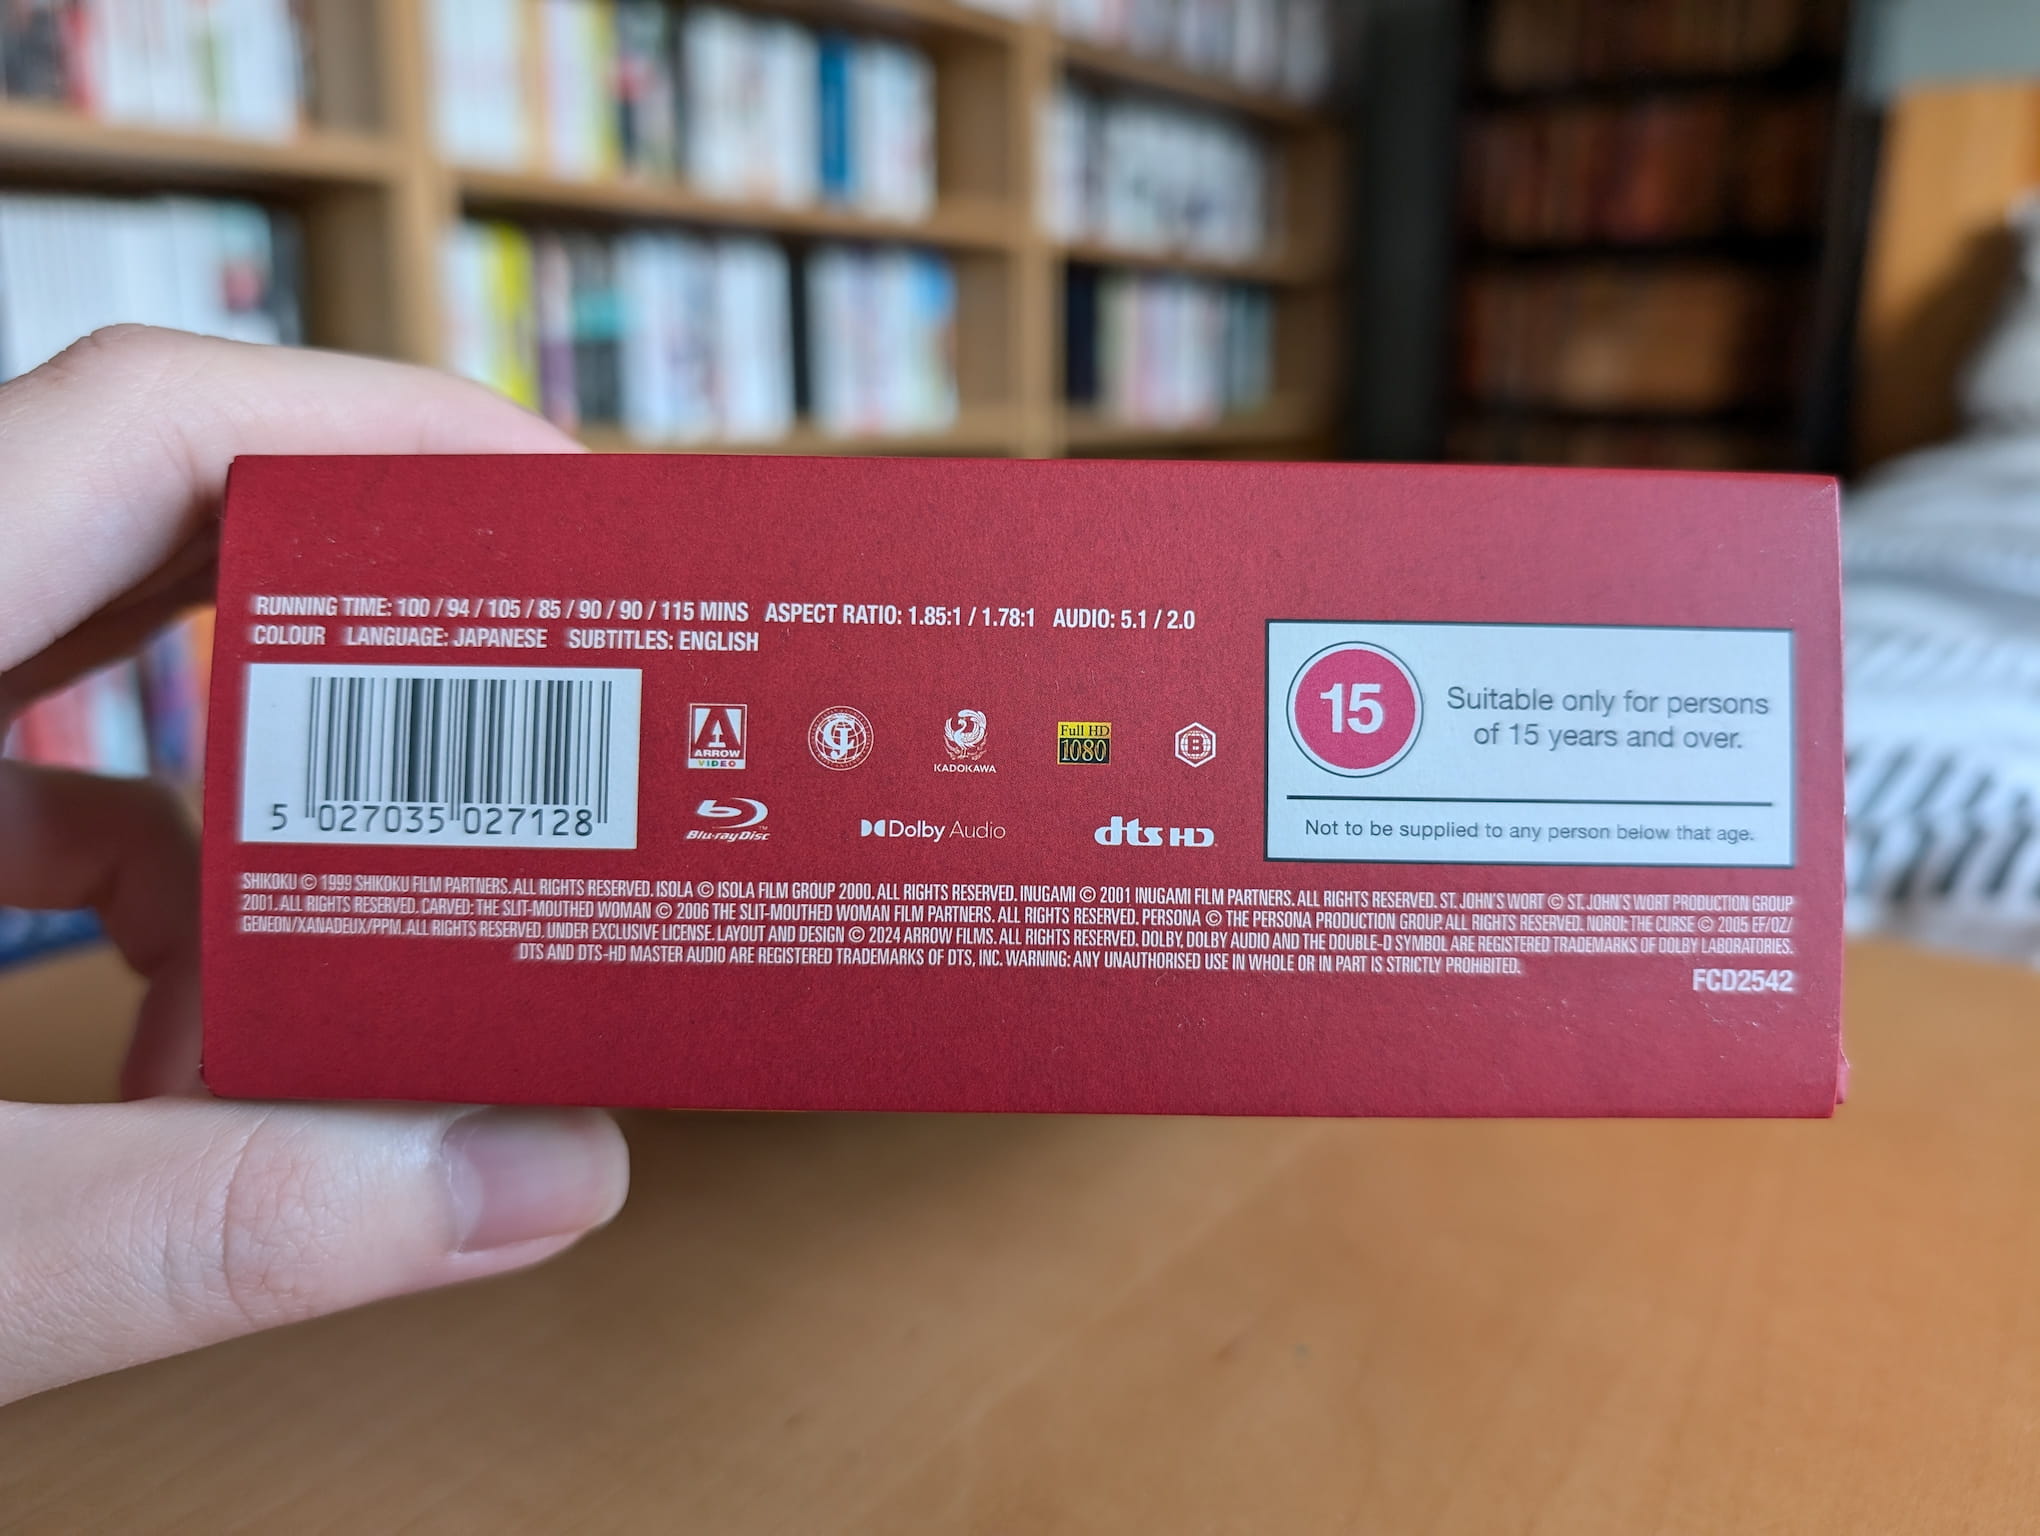 RUNNING TIME: 100 / 94 / 105 / 85 / 90 / 90 / 115 MINS ASPECT RATIO: 1.85:1 / 1.78:1 AUDIO: 5.1 / 2.0
COLOUR LANGUAGE: JAPANESE SUBTITLES: ENGLISH
5 027035 027128
ARROW
VIDEO
KADOKAWA
Full HD
1080
B
Blu-ray Disc
Dolby Audio
dts HD
15
Suitable only for persons
of 15 years and over.
Not to be supplied to any person below that age.
SHIKOKU © 1999 SHIKOKU FILM PARTNERS. ALL RIGHTS RESERVED. ISOLA © ISOLA FILM GROUP 2000. ALL RIGHTS RESERVED. INUGAMI © 2001 INUGAMI FILM PARTNERS. ALL RIGHTS RESERVED. ST. JOHN'S WORT © ST. JOHN'S WORT PRODUCTION GROUP
2001. ALL RIGHTS RESERVED. CARVED: THE SLIT-MOUTHED WOMAN © 2006 THE SLIT-MOUTHED WOMAN FILM PARTNERS. ALL RIGHTS RESERVED. PERSONA © THE PERSONA PRODUCTION GROUP. ALL RIGHTS RESERVED. NOROI: THE CURSE © 2005 EF/OZ/
GENEON/XANADEUX/PPM. ALL RIGHTS RESERVED. UNDER EXCLUSIVE LICENSE. LAYOUT AND DESIGN © 2024 ARROW FILMS. ALL RIGHTS RESERVED. DOLBY, DOLBY AUDIO AND THE DOUBLE-D SYMBOL ARE REGISTERED TRADEMARKS OF DOLBY LABORATORIES.
DTS AND DTS-HD MASTER AUDIO ARE REGISTERED TRADEMARKS OF DTS, INC. WARNING: ANY UNAUTHORISED USE IN WHOLE OR IN PART IS STRICTLY PROHIBITED.
FCD2542